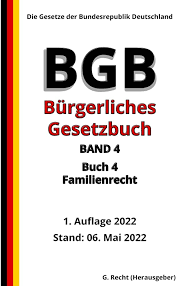 Die Gesetze der Bundesrepublik Deutschland
BGB
Bürgerliches
Gesetzbuch
BAND 4
Buch 4
Familienrecht
1. Auflage 2022
Stand: 06. Mai 2022
G. Recht (Herausgeber)